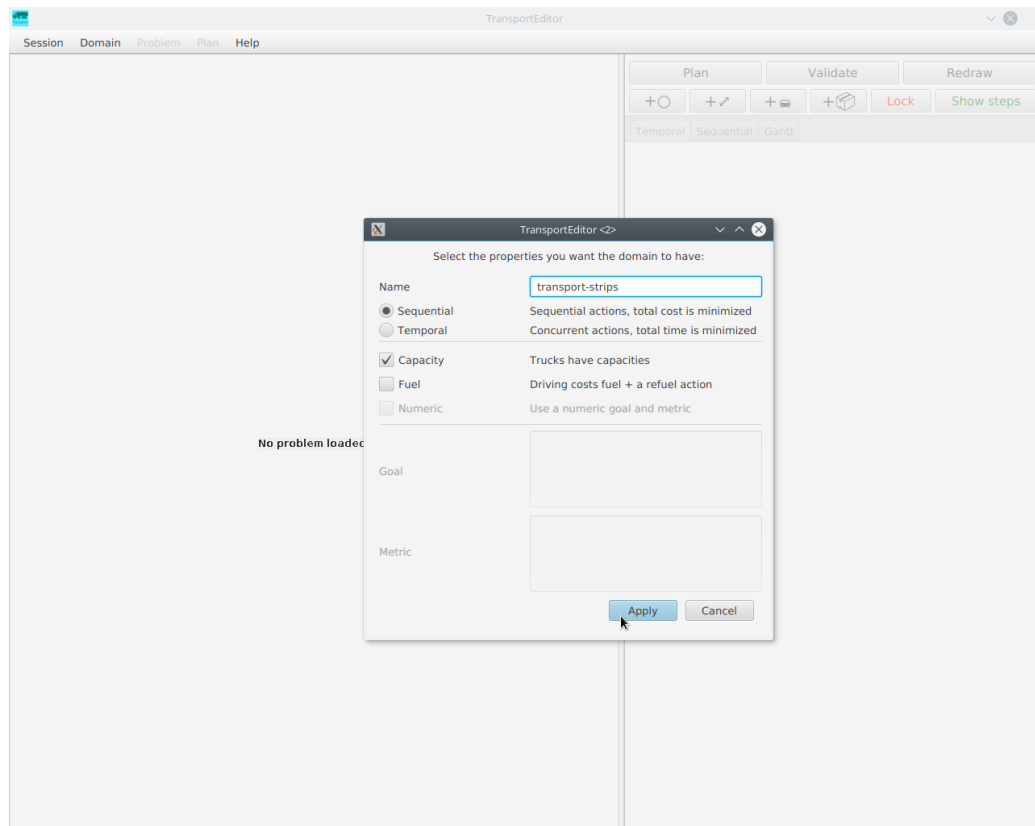 TransportEditor
Session Domain Problem Plan Help
Plan Validate Redraw
+ + + + Lock Show steps
Temporal Sequential Gantt
TransportEditor <2>
Select the properties you want the domain to have:
Name transport-strips
Sequential Sequential actions, total cost is minimized
Temporal Concurrent actions, total time is minimized
Capacity Trucks have capacities
Fuel Driving costs fuel + a refuel action
Numeric Use a numeric goal and metric
No problem loaded
Goal
Metric
Apply Cancel